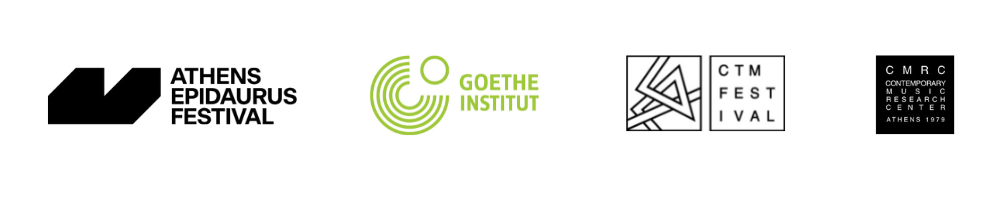 ATHENS
EPIDAURUS
FESTIVAL
GOETHE
INSTITUT
CTM
FEST
IVAL
CMRC
CONTEMPORARY
MUSIC
RESEARCH
CENTER
ATHENS 1979